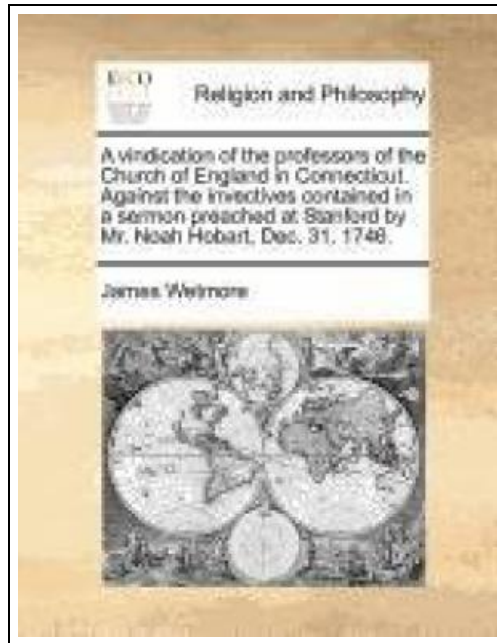 ECCO
Religion and Philosophy
A vindication of the professors of the
Church of England in Connecticut.
Against the invectives contained in
a sermon preached at Stanford by
Mr. Noah Hobart, Dec. 31. 1746.
James Wetmore